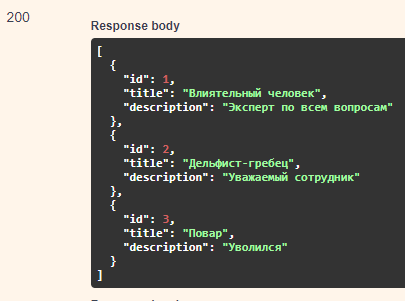 200
Response body
[
{
"id": 1,
"title": "Влиятельный человек",
"description": "Эксперт по всем вопросам"
},
{
"id": 2,
"title": "Дельфист-гребец",
"description": "Уважаемый сотрудник"
},
{
"id": 3,
"title": "Повар",
"description": "Уволился"
}
]